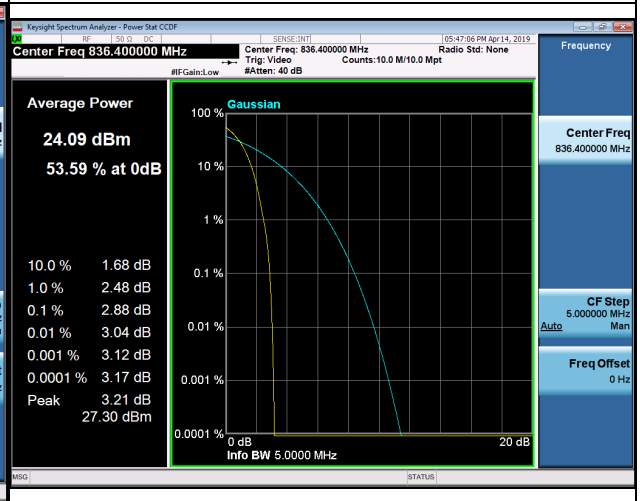 Keysight Spectrum Analyzer - Power Stat CCDF
RF 50 Ω DC SENSE:INT 05:47:06 PM Apr 14, 2019
Center Freq 836.400000 MHz
Center Freq: 836.400000 MHz Radio Std: None
Trig: Video Counts:10.0 M/10.0 Mpt
#IFGain:Low #Atten: 40 dB
Average Power
24.09 dBm
53.59 % at 0dB
10.0 % 1.68 dB
1.0 % 2.48 dB
0.1 % 2.88 dB
0.01 % 3.04 dB
0.001 % 3.12 dB
0.0001 % 3.17 dB
Peak 3.21 dB
27.30 dBm
Gaussian
100 %
10 %
1 %
0.1 %
0.01 %
0.001 %
0.0001 %
0 dB 20 dB
Info BW 5.0000 MHz
Frequency
Center Freq
836.400000 MHz
CF Step
5.000000 MHz
Auto Man
Freq Offset
0 Hz
MSG STATUS